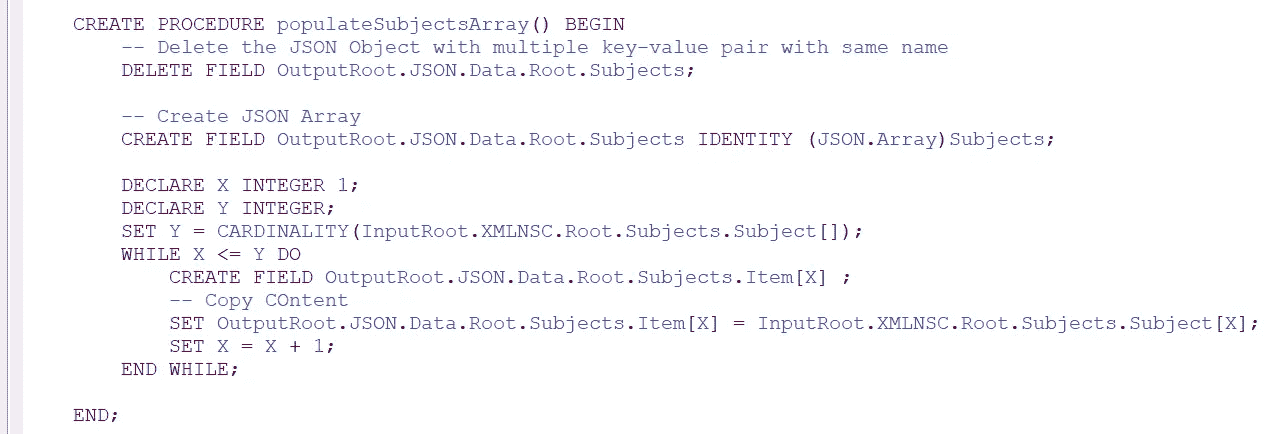 CREATE PROCEDURE populateSubjectsArray() BEGIN
-- Delete the JSON Object with multiple key-value pair with same name
DELETE FIELD OutputRoot.JSON.Data.Root.Subjects;
-- Create JSON Array
CREATE FIELD OutputRoot.JSON.Data.Root.Subjects IDENTITY (JSON.Array)Subjects;
DECLARE X INTEGER 1;
DECLARE Y INTEGER;
SET Y = CARDINALITY(InputRoot.XMLNSC.Root.Subjects.Subject[]);
WHILE X <= Y DO
CREATE FIELD OutputRoot.JSON.Data.Root.Subjects.Item[X] ;
-- Copy COntent
SET OutputRoot.JSON.Data.Root.Subjects.Item[X] = InputRoot.XMLNSC.Root.Subjects.Subject[X];
SET X = X + 1;
END WHILE;
END;